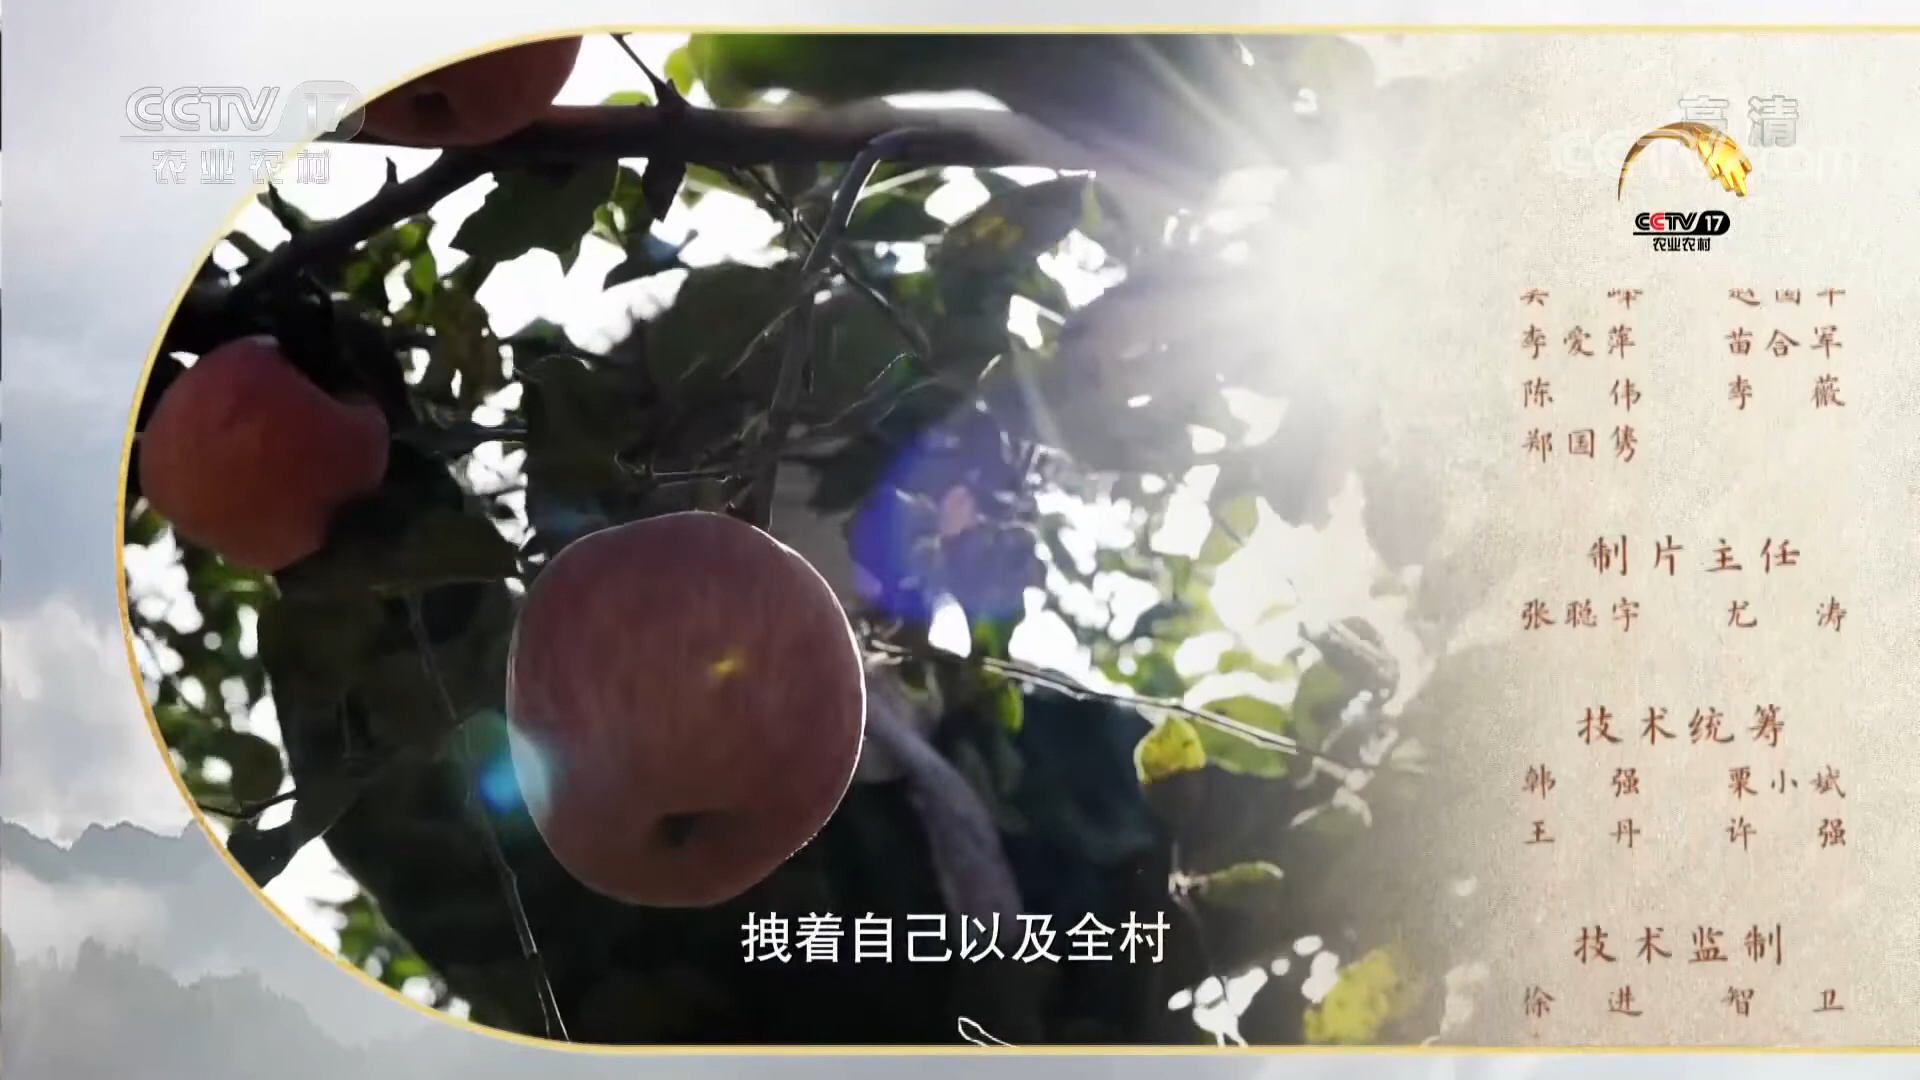 CCTV 17
农业农村
高清
CCTV.com
CCTV 17
农业农村
李爱萍 苗合军
陈伟 李薇
郑国隽
制片主任
张聪宇 尤涛
技术统筹
韩强 栗小斌
王丹 许强
技术监制
徐进 智卫
拽着自己以及全村